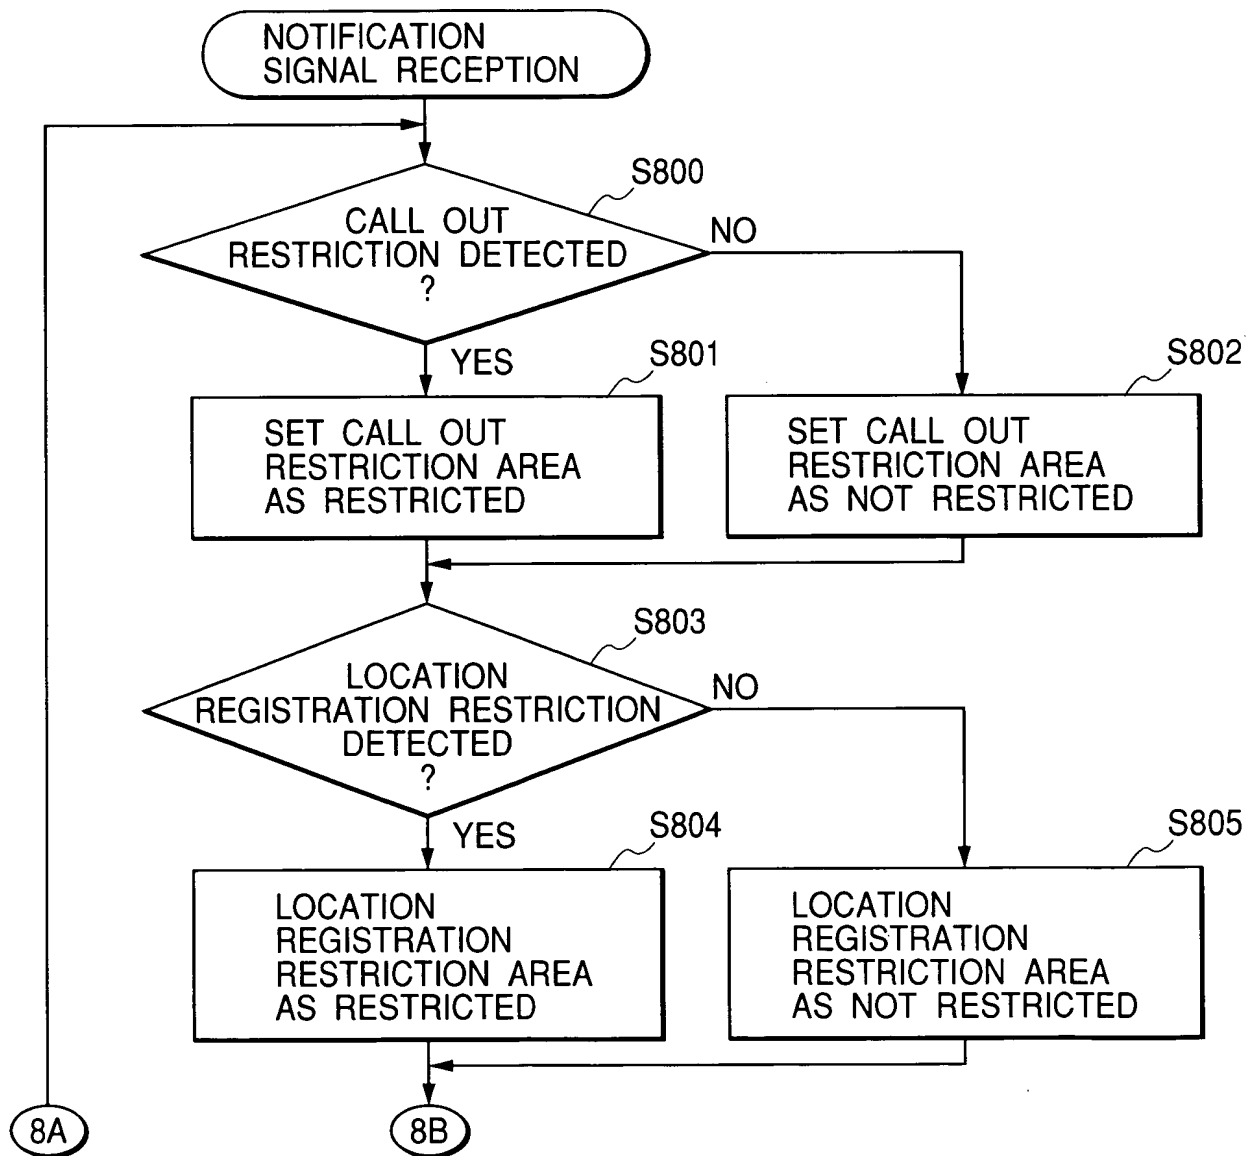 NOTIFICATION
SIGNAL RECEPTION
S800
CALL OUT
RESTRICTION DETECTED
?
NO
YES
S801
S802
SET CALL OUT
RESTRICTION AREA
AS RESTRICTED
SET CALL OUT
RESTRICTION AREA
AS NOT RESTRICTED
S803
LOCATION
REGISTRATION RESTRICTION
DETECTED
?
NO
YES
S804
S805
LOCATION
REGISTRATION
RESTRICTION AREA
AS RESTRICTED
LOCATION
REGISTRATION
RESTRICTION AREA
AS NOT RESTRICTED
8A
8B